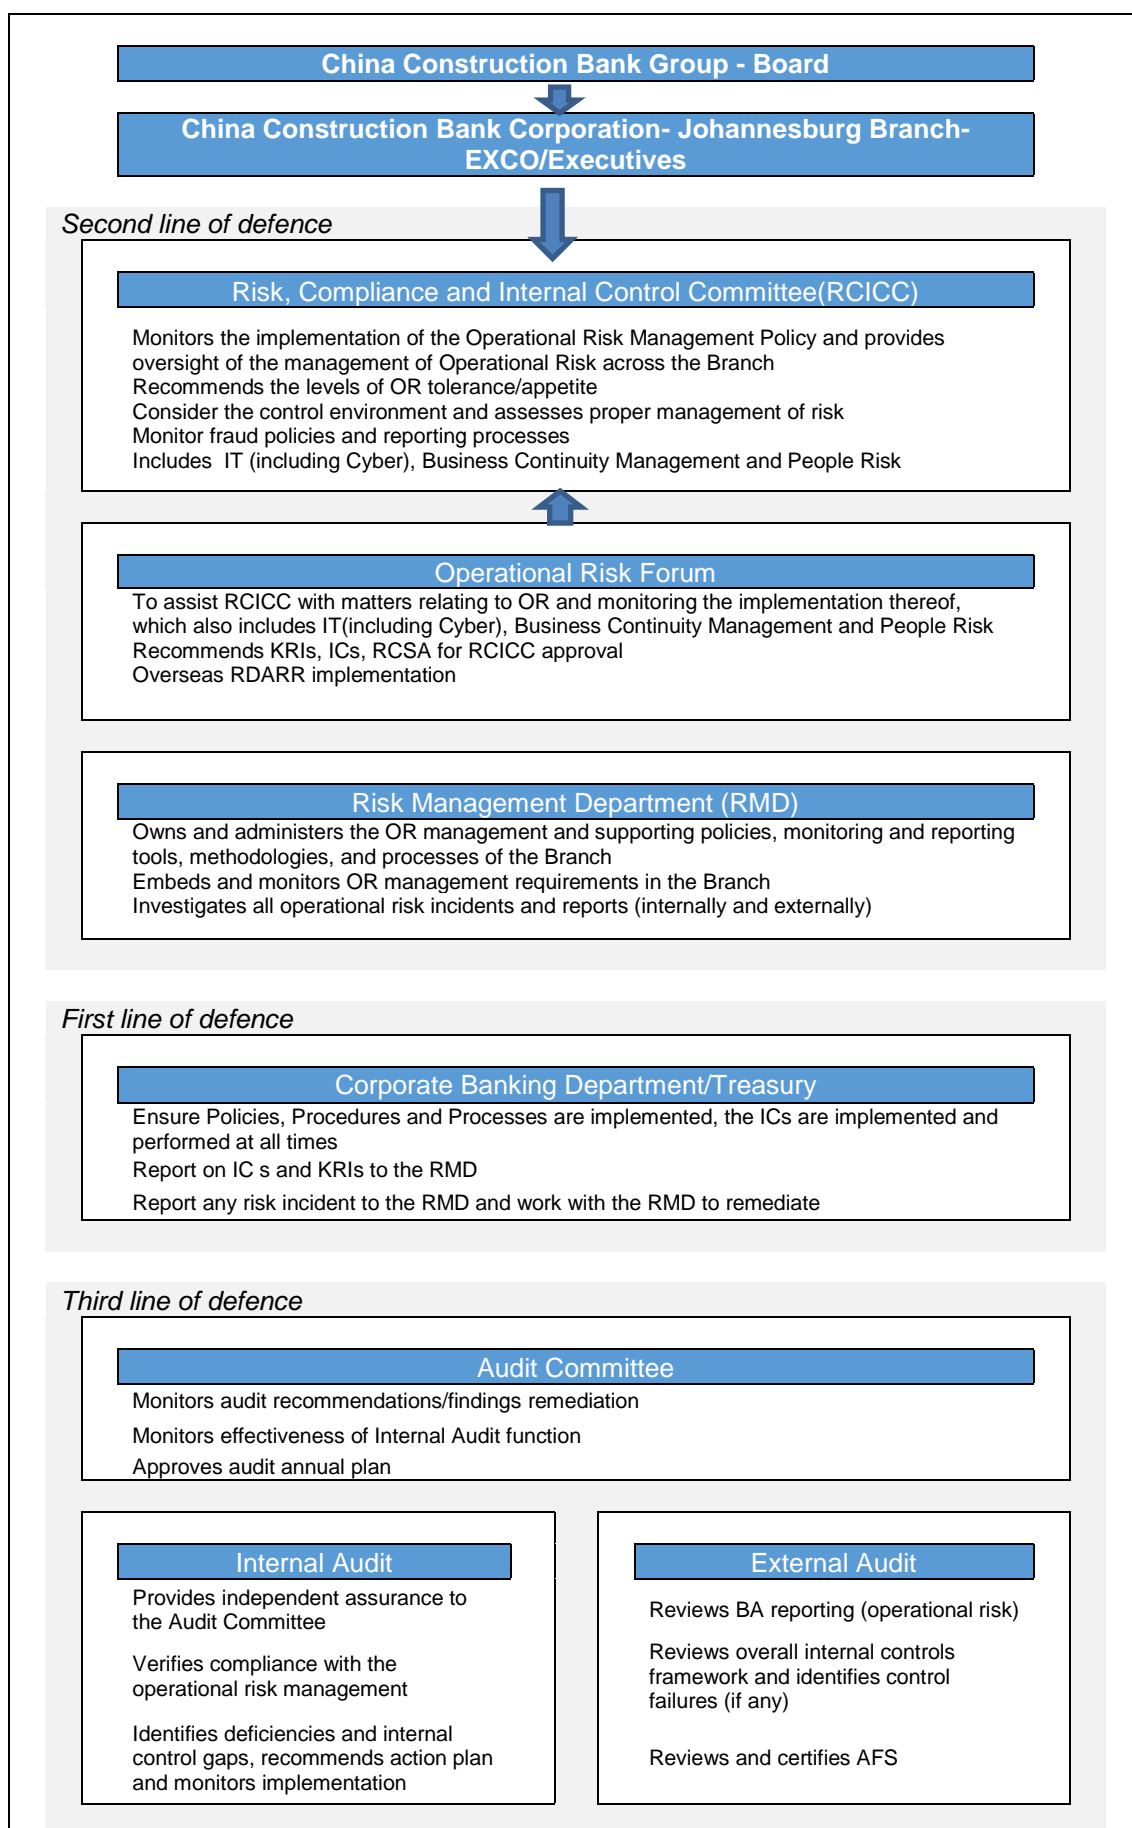 China Construction Bank Group - Board
China Construction Bank Corporation- Johannesburg Branch-
EXCO/Executives
Second line of defence
Risk, Compliance and Internal Control Committee(RCICC)
Monitors the implementation of the Operational Risk Management Policy and provides
oversight of the management of Operational Risk across the Branch
Recommends the levels of OR tolerance/appetite
Consider the control environment and assesses proper management of risk
Monitor fraud policies and reporting processes
Includes IT (including Cyber), Business Continuity Management and People Risk
Operational Risk Forum
To assist RCICC with matters relating to OR and monitoring the implementation thereof,
which also includes IT(including Cyber), Business Continuity Management and People Risk
Recommends KRIs, ICs, RCSA for RCICC approval
Overseas RDARR implementation
Risk Management Department (RMD)
Owns and administers the OR management and supporting policies, monitoring and reporting
tools, methodologies, and processes of the Branch
Embeds and monitors OR management requirements in the Branch
Investigates all operational risk incidents and reports (internally and externally)
First line of defence
Corporate Banking Department/Treasury
Ensure Policies, Procedures and Processes are implemented, the ICs are implemented and
performed at all times
Report on IC s and KRIs to the RMD
Report any risk incident to the RMD and work with the RMD to remediate
Third line of defence
Audit Committee
Monitors audit recommendations/findings remediation
Monitors effectiveness of Internal Audit function
Approves audit annual plan
Internal Audit
Provides independent assurance to
the Audit Committee
Verifies compliance with the
operational risk management
Identifies deficiencies and internal
control gaps, recommends action plan
and monitors implementation
External Audit
Reviews BA reporting (operational risk)
Reviews overall internal controls
framework and identifies control
failures (if any)
Reviews and certifies AFS